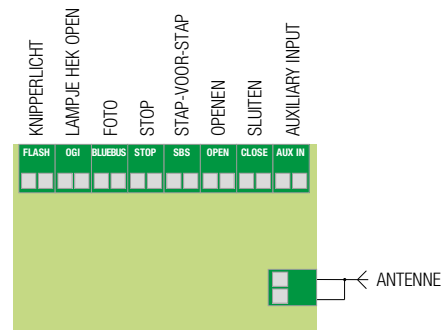 KNIPPERLICHT
LAMPJE HEK OPEN
FOTO
STOP
STAP-VOOR-STAP
OPENEN
SLUITEN
AUXILIARY INPUT
FLASH
OGI
BLUEBUS
STOP
SBS
OPEN
CLOSE
AUX IN
ANTENNE